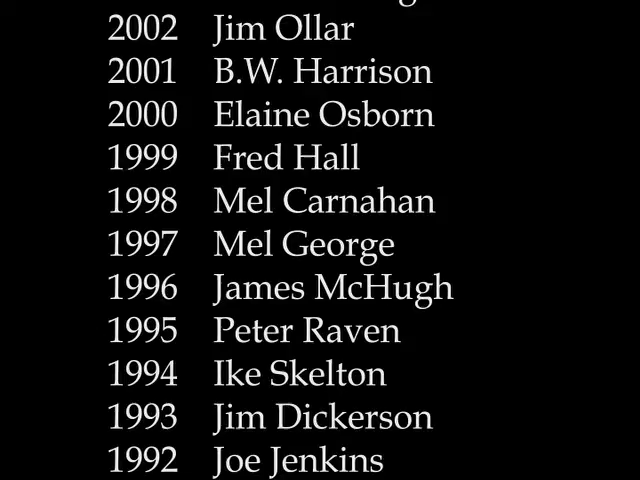 2002 Jim Ollar
2001 B.W. Harrison
2000 Elaine Osborn
1999 Fred Hall
1998 Mel Carnahan
1997 Mel George
1996 James McHugh
1995 Peter Raven
1994 Ike Skelton
1993 Jim Dickerson
1992 Joe Jenkins